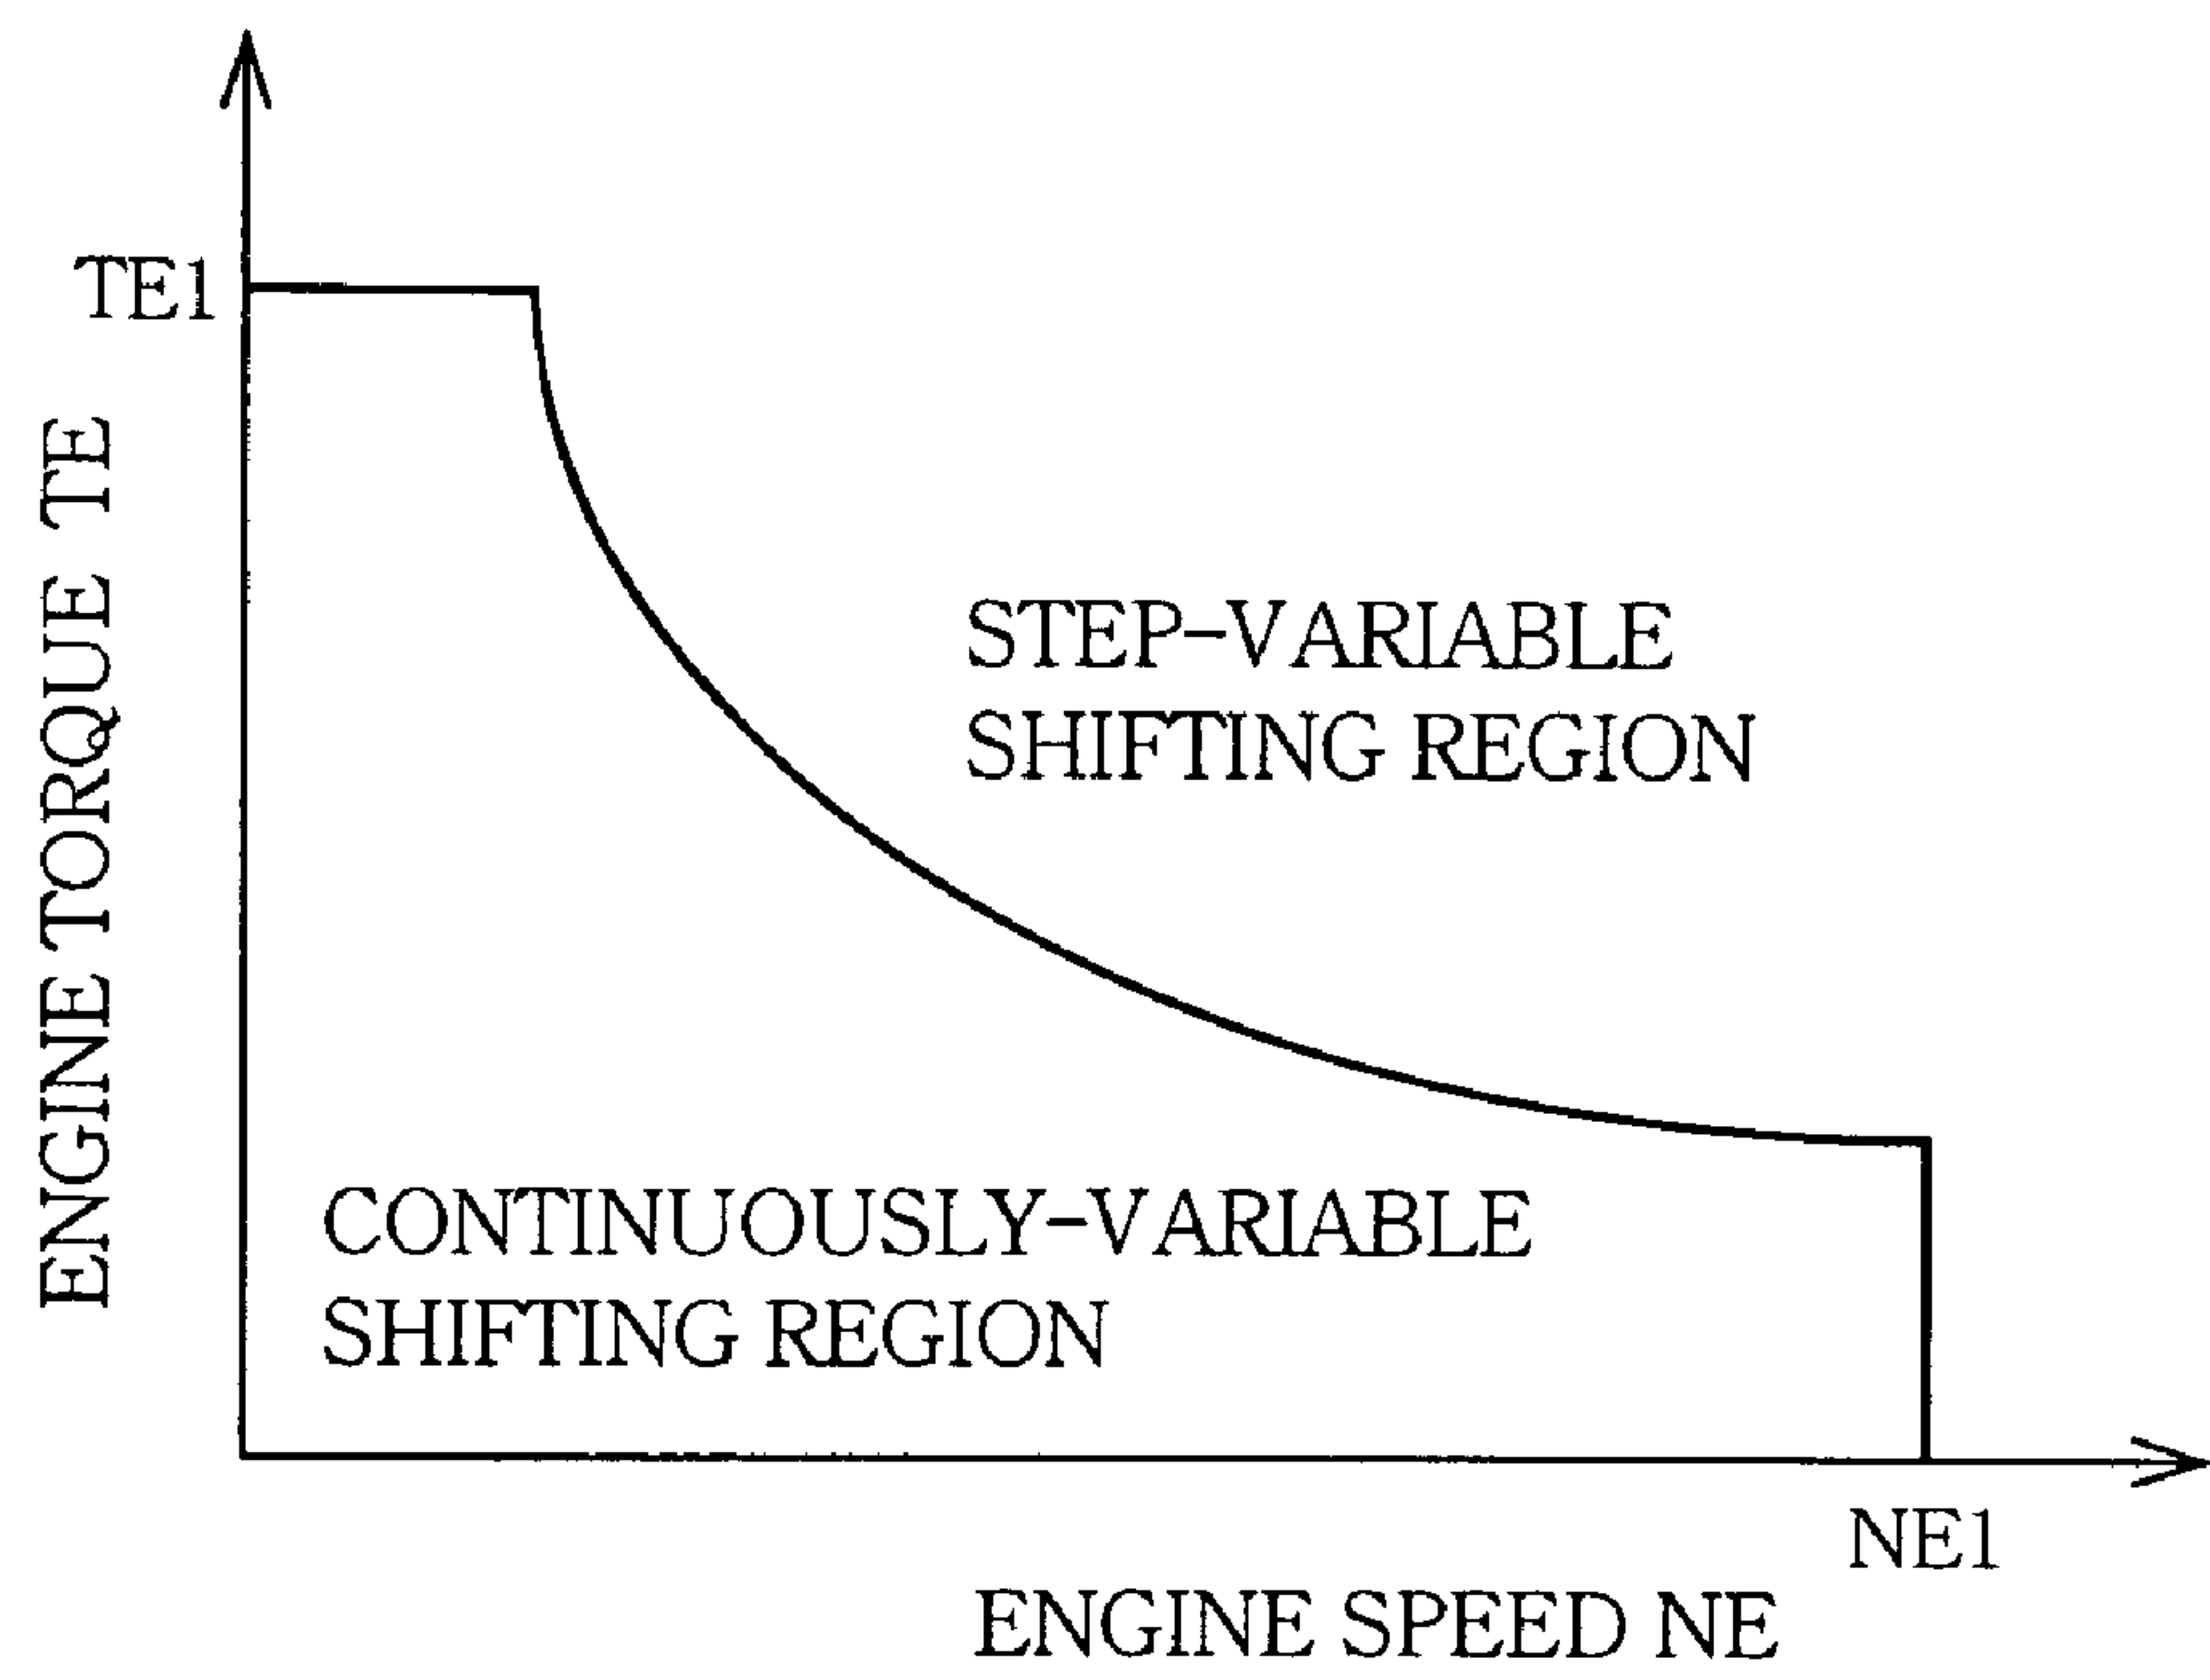 TE1
ENGINE TORQUE TE
STEP-VARIABLE
SHIFTING REGION
CONTINUOUSLY-VARIABLE
SHIFTING REGION
NE1
ENGINE SPEED NE